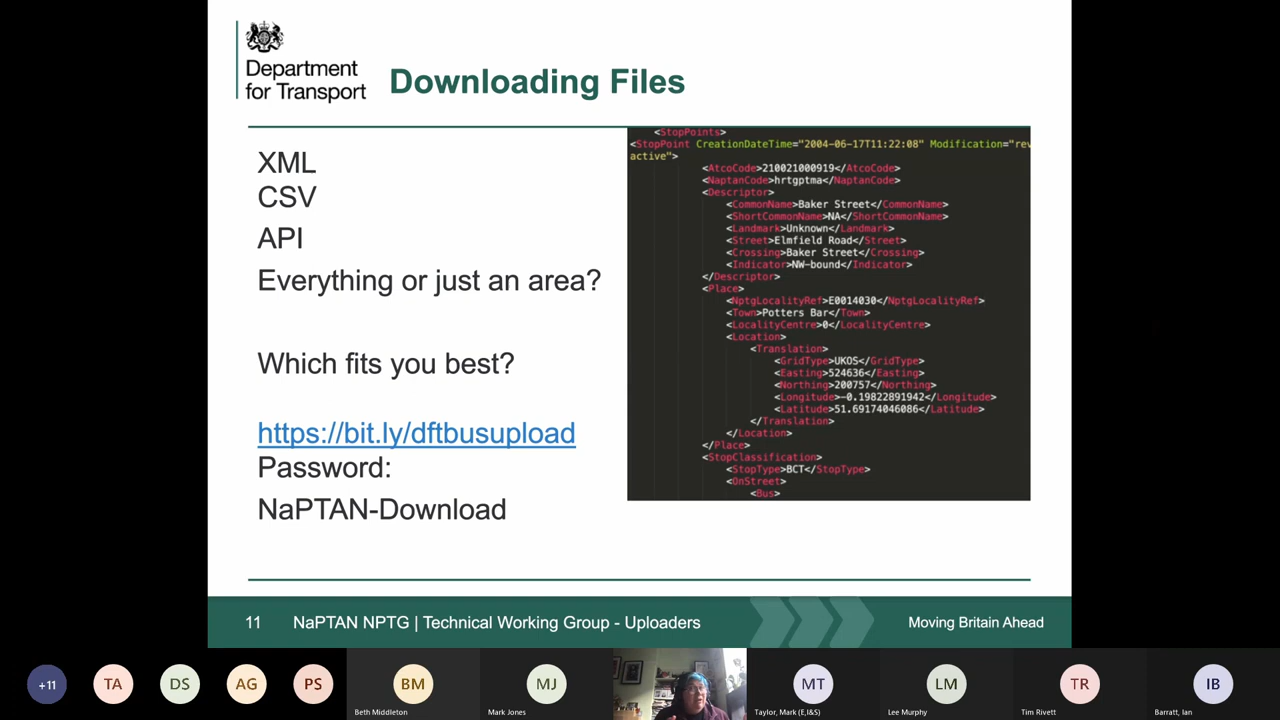 Department
for Transport
Downloading Files
XML
CSV
API
Everything or just an area?
Which fits you best?
https://bit.ly/dftbusupload
Password:
NaPTAN-Download
<StopPoints>
<StopPoint CreationDateTime="2004-06-17T11:22:08" Modification="rev
active">
<AtcoCode>210021000919</AtcoCode>
<NaptanCode>hrtgptma</NaptanCode>
<Descriptor>
<CommonName>Baker Street</CommonName>
<ShortCommonName>NA</ShortCommonName>
<Landmark>Unknown</Landmark>
<Street>Elmfield Road</Street>
<Crossing>Baker Street</Crossing>
<Indicator>NW-bound</Indicator>
</Descriptor>
<Place>
<NptgLocalityRef>E0014030</NptgLocalityRef>
<Town>Potters Bar</Town>
<LocalityCentre>0</LocalityCentre>
<Location>
<Translation>
<GridType>UKOS</GridType>
<Easting>524636</Easting>
<Northing>200757</Northing>
<Longitude>-0.19822891942</Longitude>
<Latitude>51.69174046086</Latitude>
</Translation>
</Location>
</Place>
<StopClassification>
<StopType>BCT</StopType>
<OnStreet>
<Bus>
11 NaPTAN NPTG | Technical Working Group - Uploaders Moving Britain Ahead
+11 TA DS AG PS BM MJ MT LM TR IB
Beth Middleton Mark Jones Taylor, Mark (E,I&S) Lee Murphy Tim Rivett Barratt, Ian